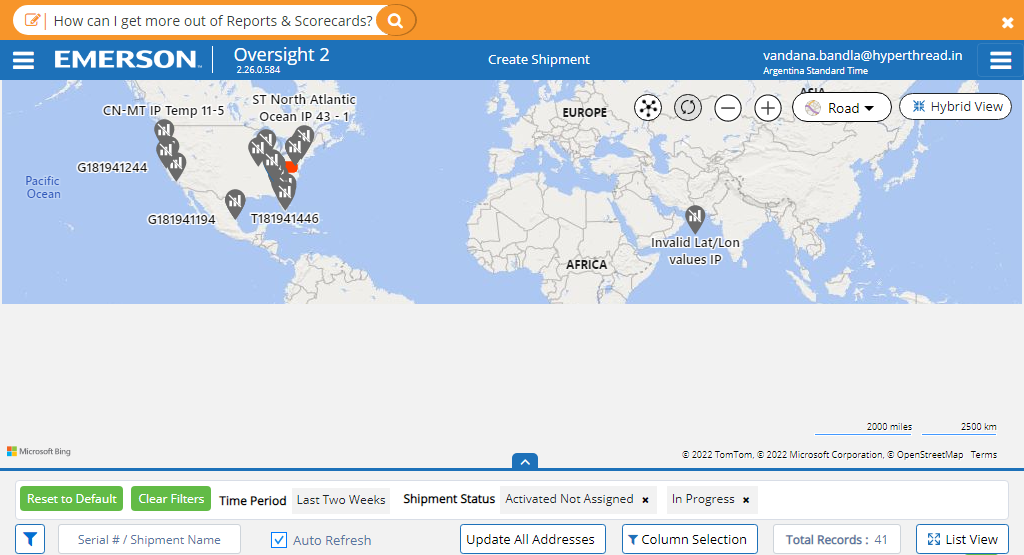 How can I get more out of Reports & Scorecards?
EMERSON
Oversight 2
2.26.0.584
Create Shipment
vandana.bandla@hyperthread.in
Argentina Standard Time
ASIA
CN-MT IP Temp 11-5
ST North Atlantic
Ocean IP 43 - 1
EUROPE
Road
Hybrid View
G181941244
Pacific
Ocean
G181941194
T181941446
Invalid Lat/Lon
values IP
AFRICA
2000 miles
2500 km
Microsoft Bing
© 2022 TomTom, © 2022 Microsoft Corporation, © OpenStreetMap Terms
Reset to Default
Clear Filters
Time Period
Last Two Weeks
Shipment Status
Activated Not Assigned ×
In Progress ×
Serial # / Shipment Name
Auto Refresh
Update All Addresses
Column Selection
Total Records : 41
List View